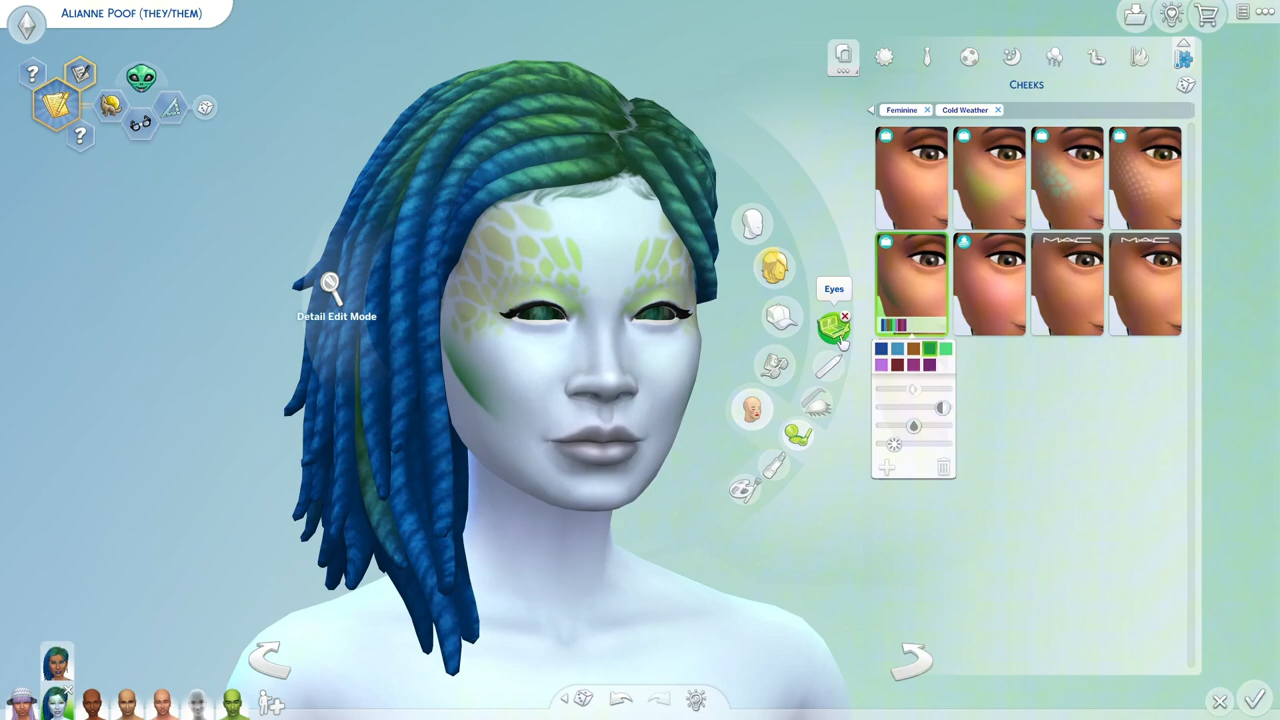 ALIANNE POOF (THEY/THEM)
CHEEKS
Feminine
Cold Weather
Eyes
Detail Edit Mode
MAC
MAC